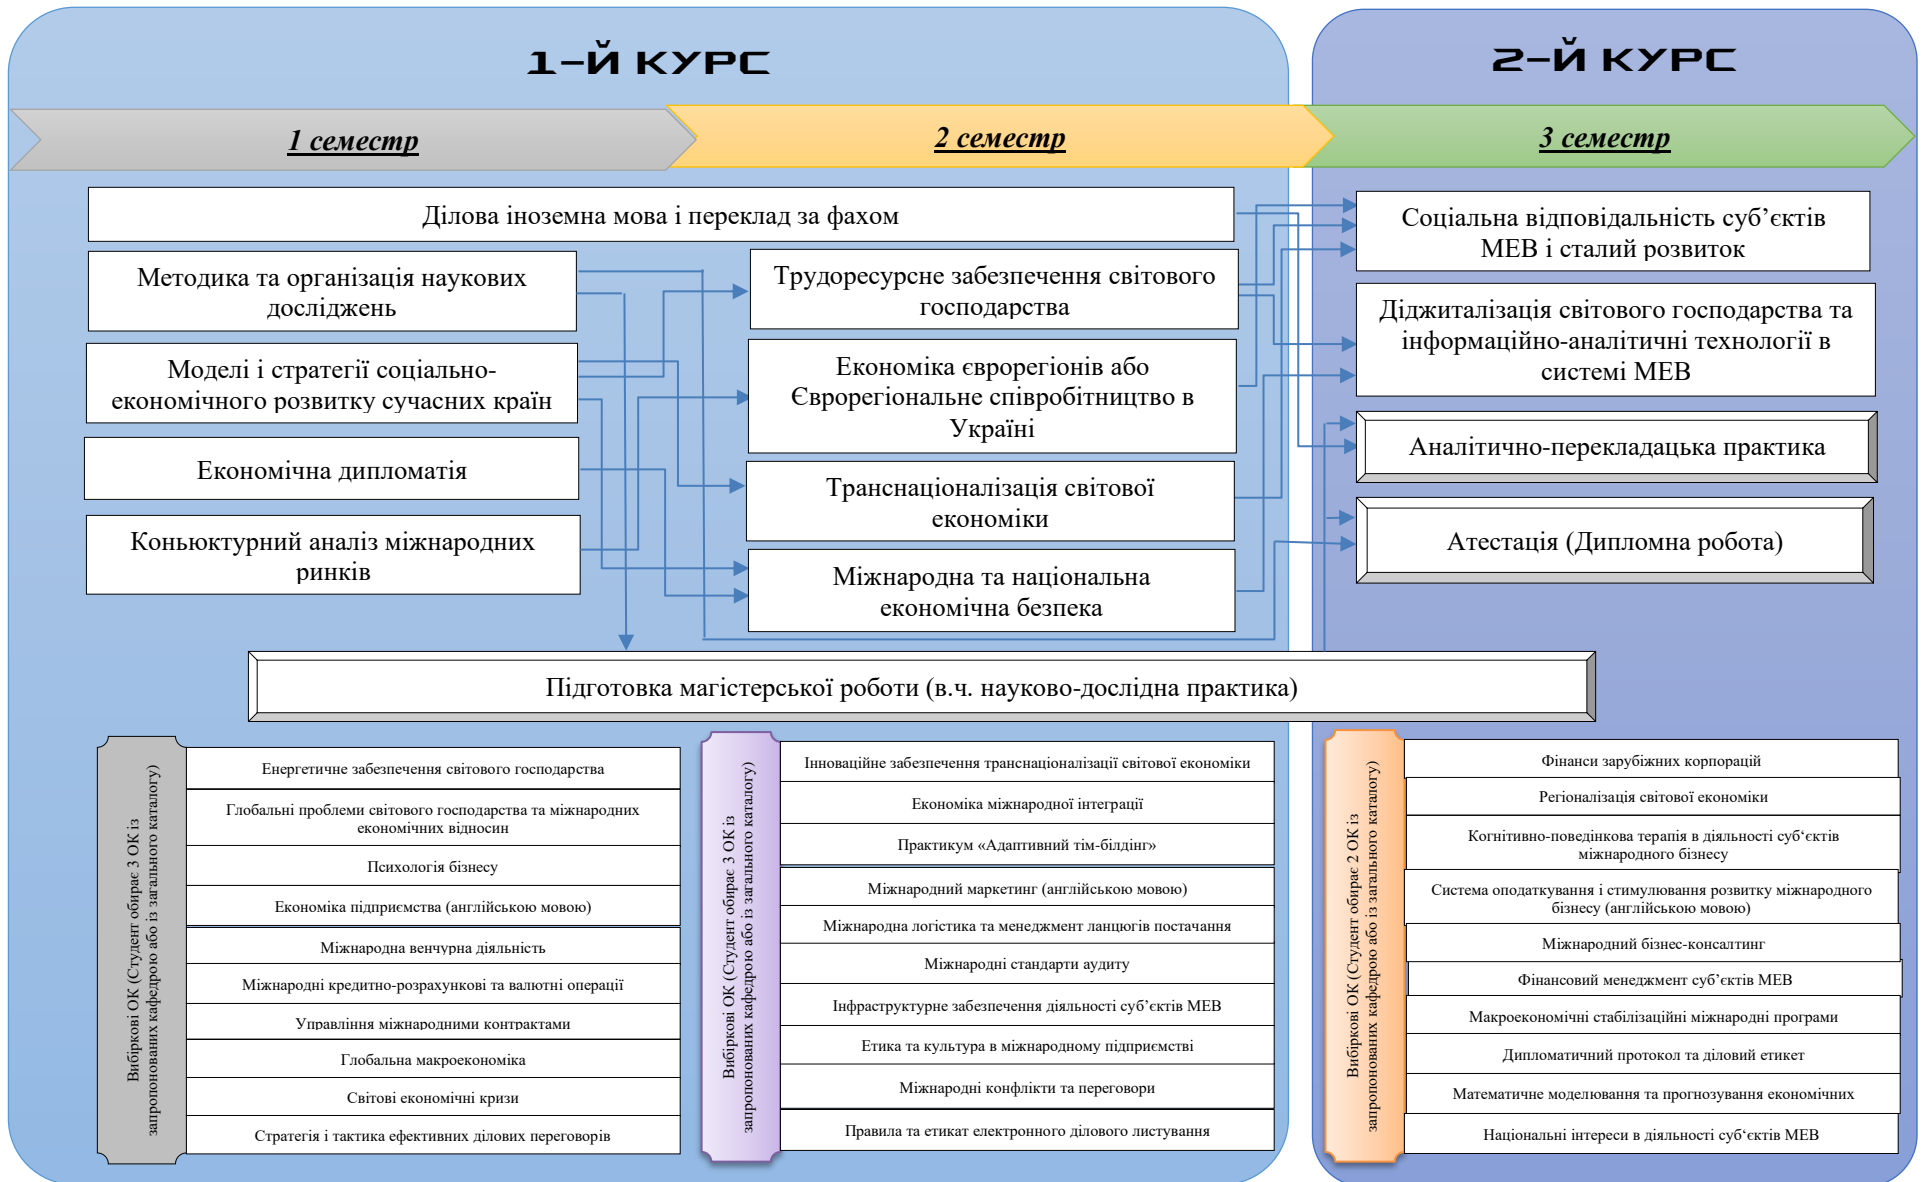 1-Й КУРС
2-Й КУРС
1 семестр
2 семестр
3 семестр
Ділова іноземна мова і переклад за фахом
Методика та організація наукових
досліджень
Моделі і стратегії соціально-
економічного розвитку сучасних країн
Економічна дипломатія
Коньюктурний аналіз міжнародних
ринків
Трудоресурсне забезпечення світового
господарства
Економіка єврорегіонів або
Єврорегіональне співробітництво в
Україні
Транснаціоналізація світової
економіки
Міжнародна та національна
економічна безпека
Соціальна відповідальність суб’єктів
МЕВ і сталий розвиток
Діджиталізація світового господарства та
інформаційно-аналітичні технології в
системі МЕВ
Аналітично-перекладацька практика
Атестація (Дипломна робота)
Підготовка магістерської роботи (в.ч. науково-дослідна практика)
Вибіркові ОК (Студент обирає 3 ОК із
запропонованих кафедрою або із загального каталогу)
Енергетичне забезпечення світового господарства
Глобальні проблеми світового господарства та міжнародних
економічних відносин
Психологія бізнесу
Економіка підприємства (англійською мовою)
Міжнародна венчурна діяльність
Міжнародні кредитно-розрахункові та валютні операції
Управління міжнародними контрактами
Глобальна макроекономіка
Світові економічні кризи
Стратегія і тактика ефективних ділових переговорів
Вибіркові ОК (Студент обирає 3 ОК із
запропонованих кафедрою або із загального каталогу)
Інноваційне забезпечення транснаціоналізації світової економіки
Економіка міжнародної інтеграції
Практикум «Адаптивний тім-білдінг»
Міжнародний маркетинг (англійською мовою)
Міжнародна логістика та менеджмент ланцюгів постачання
Міжнародні стандарти аудиту
Інфраструктурне забезпечення діяльності суб’єктів МЕВ
Етика та культура в міжнародному підприємстві
Міжнародні конфлікти та переговори
Правила та етикат електронного ділового листування
Вибіркові ОК (Студент обирає 2 ОК із
запропонованих кафедрою або із загального каталогу)
Фінанси зарубіжних корпорацій
Регіоналізація світової економіки
Когнітивно-поведінкова терапія в діяльності суб‘єктів
міжнародного бізнесу
Система оподаткування і стимулювання розвитку міжнародного
бізнесу (англійською мовою)
Міжнародний бізнес-консалтинг
Фінансовий менеджмент суб’єктів МЕВ
Макроекономічні стабілізаційні міжнародні програми
Дипломатичний протокол та діловий етикет
Математичне моделювання та прогнозування економічних
Національні інтереси в діяльності суб‘єктів МЕВ